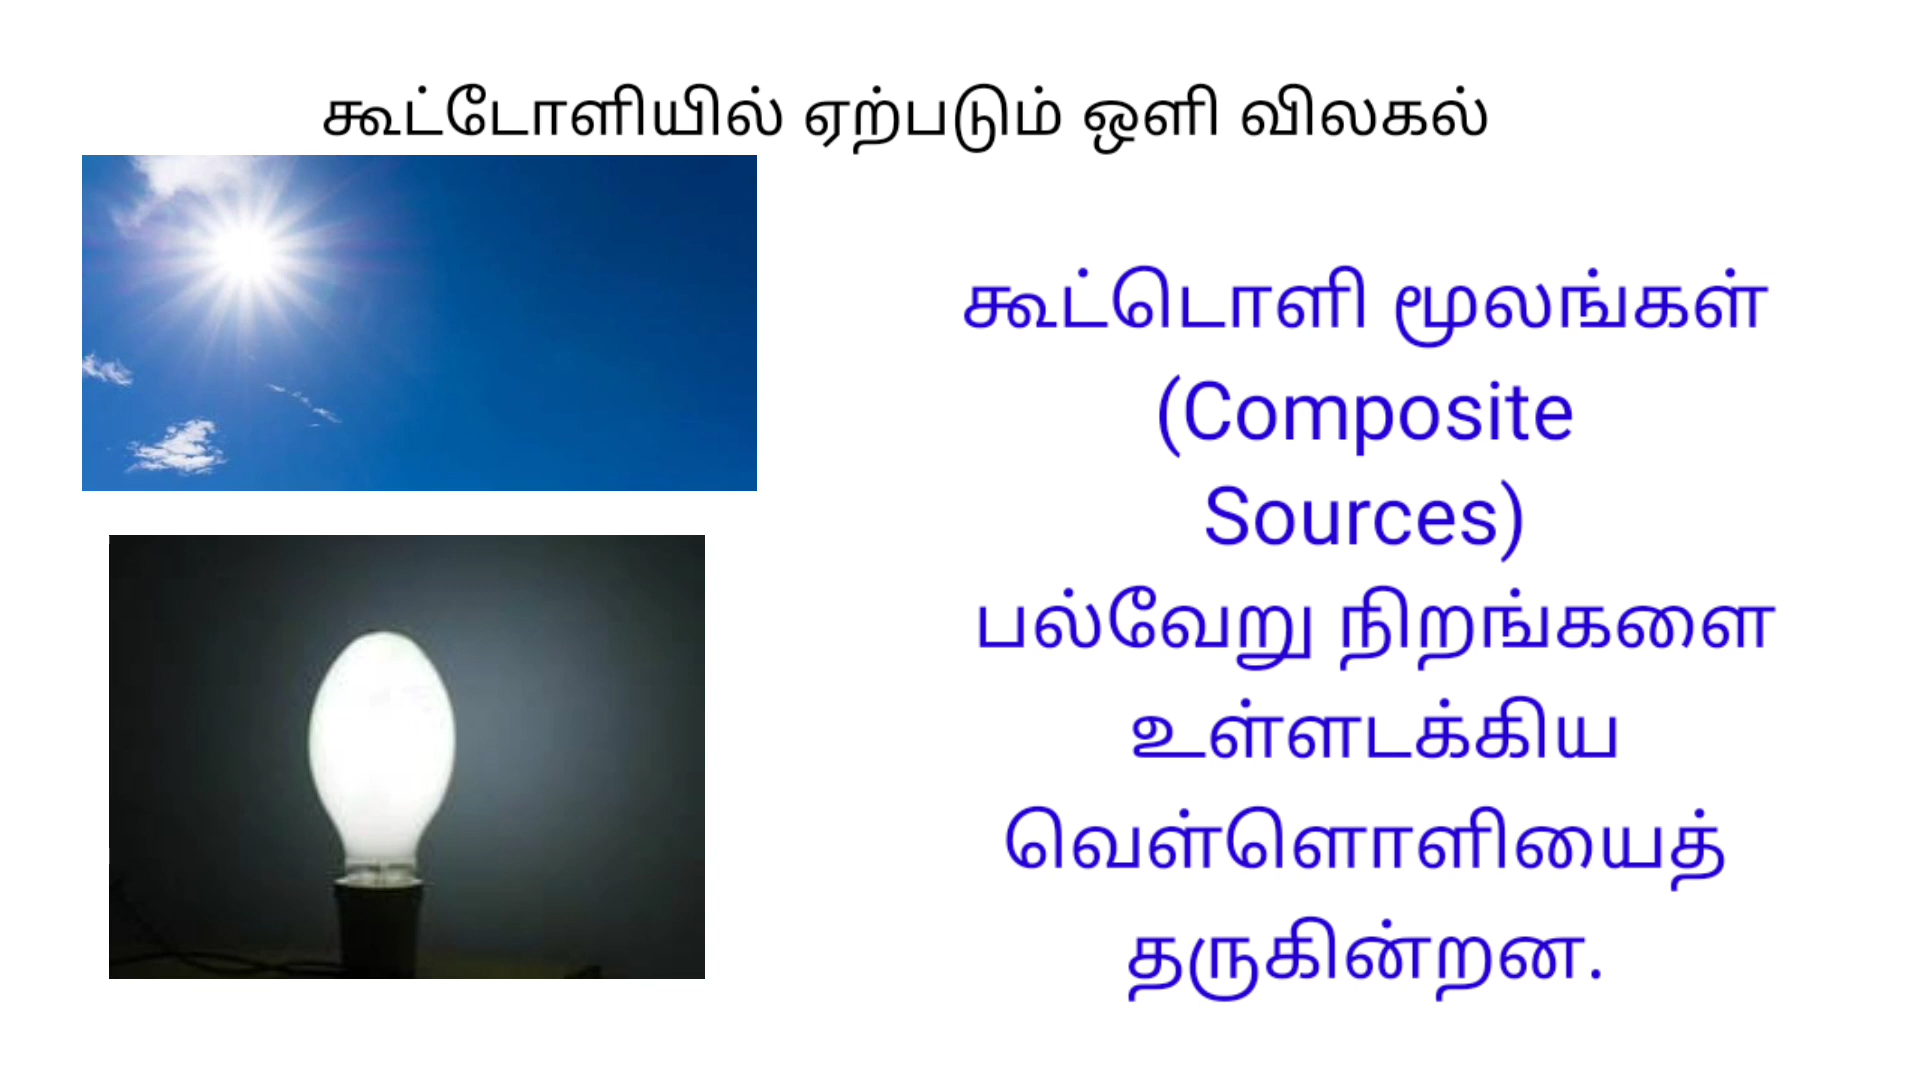 கூட்டோளியில் ஏற்படும் ஒளி விலகல்
கூட்டொளி மூலங்கள்
(Composite
Sources)
பல்வேறு நிறங்களை
உள்ளடக்கிய
வெள்ளொளியைத்
தருகின்றன.